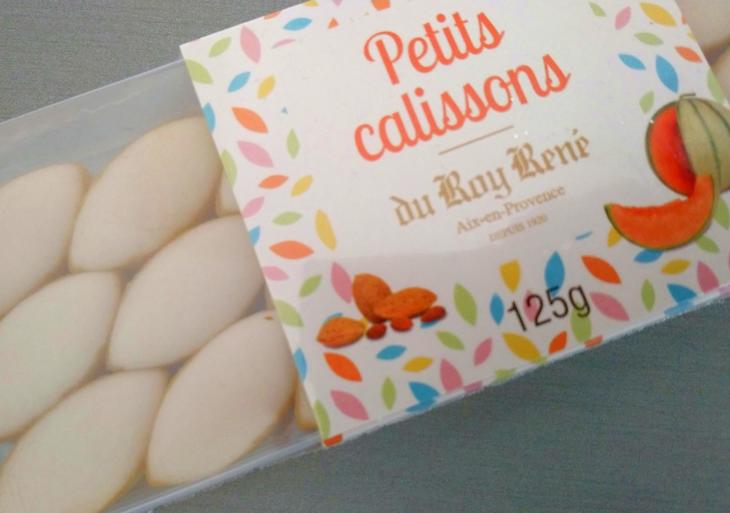 Petits
calissons
du Roy René
Aix-en-Provence
DEPUIS 1920
125g